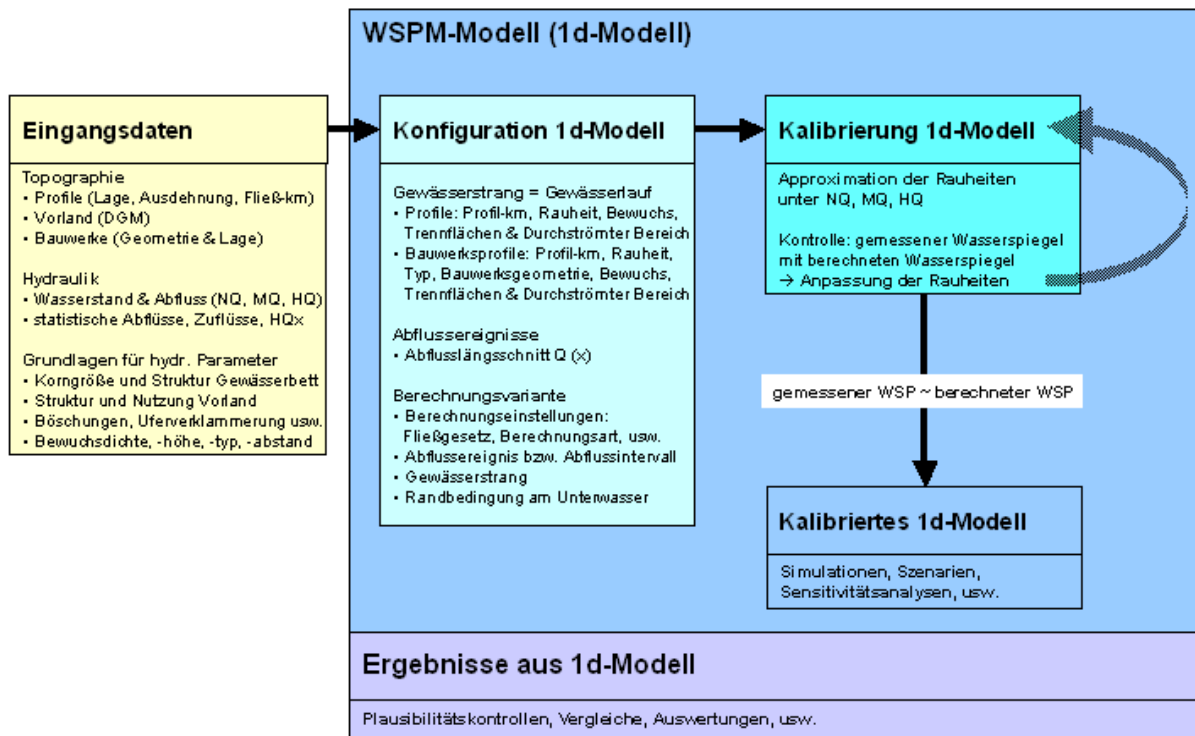 WSPM-Modell (1d-Modell)
Eingangsdaten
Topographie
• Profile (Lage, Ausdehnung, Fließ-km)
• Vorland (DGM)
• Bauwerke (Geometrie & Lage)
Hydraulik
• Wasserstand & Abfluss (NQ, MQ, HQ)
• statistische Abflüsse, Zuflüsse, HQx
Grundlagen für hydr. Parameter
• Korngröße und Struktur Gewässerbett
• Struktur und Nutzung Vorland
• Böschungen, Uferverklammerung usw.
• Bewuchsdichte, -höhe, -typ, -abstand
Konfiguration 1d-Modell
Gewässerstrang = Gewässerlauf
• Profile: Profil-km, Rauheit, Bewuchs,
Trennflächen & Durchströmter Bereich
• Bauwerksprofile: Profil-km, Rauheit,
Typ, Bauwerksgeometrie, Bewuchs,
Trennflächen & Durchströmter Bereich
Abflussereignisse
• Abflusslängsschnitt Q (x)
Berechnungsvariante
• Berechnungseinstellungen:
Fließgesetz, Berechnungsart, usw.
• Abflussereignis bzw. Abflussintervall
• Gewässerstrang
• Randbedingung am Unterwasser
Kalibrierung 1d-Modell
Approximation der Rauheiten
unter NQ, MQ, HQ
Kontrolle: gemessener Wasserspiegel
mit berechneten Wasserspiegel
→ Anpassung der Rauheiten
gemessener WSP ~ berechneter WSP
Kalibriertes 1d-Modell
Simulationen, Szenarien,
Sensitivitätsanalysen, usw.
Ergebnisse aus 1d-Modell
Plausibilitätskontrollen, Vergleiche, Auswertungen, usw.